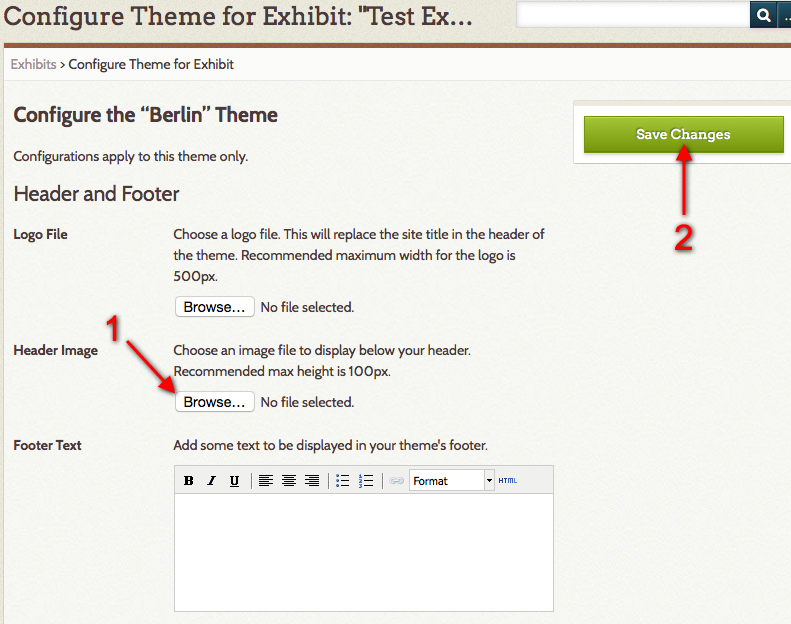 Configure Theme for Exhibit: "Test Ex...
..
Exhibits > Configure Theme for Exhibit
Configure the “Berlin” Theme
Save Changes
Configurations apply to this theme only.
Header and Footer
2
Logo File
Choose a logo file. This will replace the site title in the header of
the theme. Recommended maximum width for the logo is
500px.
Browse... No file selected.
1
Header Image
Choose an image file to display below your header.
Recommended max height is 100px.
Browse... No file selected.
Footer Text
Add some text to be displayed in your theme's footer.
B I U Format HTML